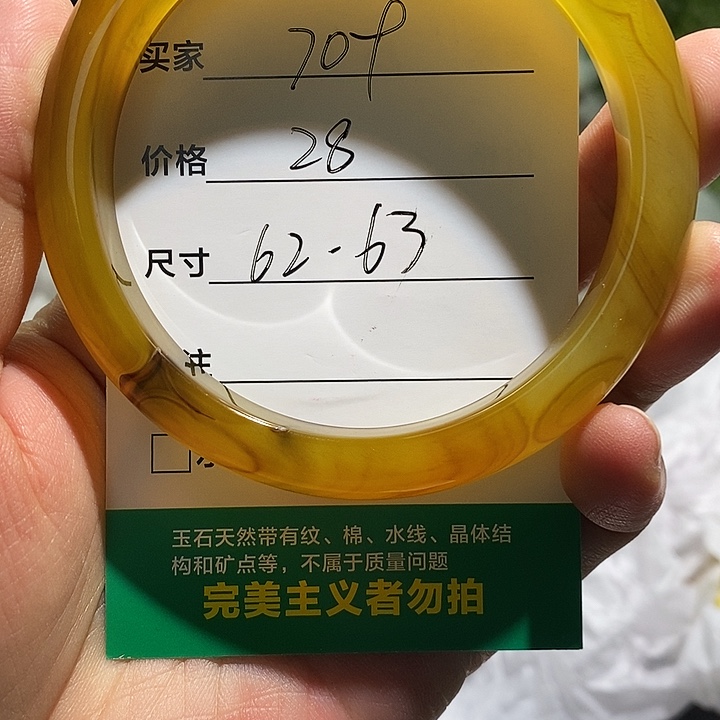 买家 709
价格 28
尺寸 62-63
注
玉石天然带有纹、棉、水线、晶体结
构和矿点等，不属于质量问题
完美主义者勿拍